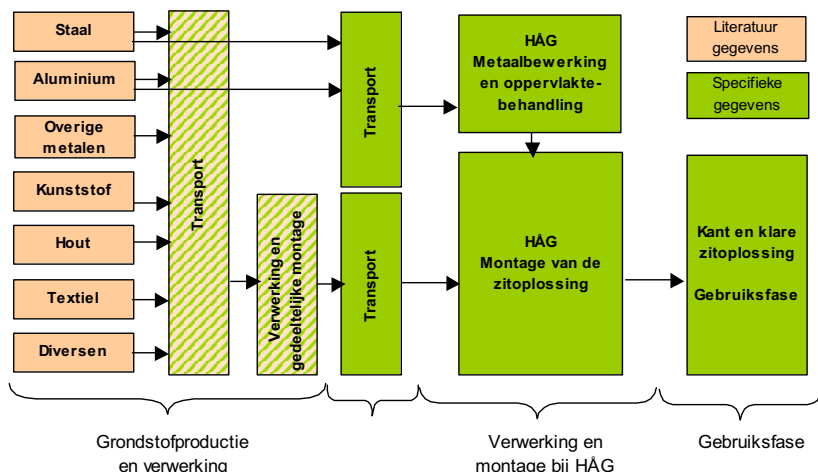 Staal
Aluminium
Overige
metalen
Kunststof
Hout
Textiel
Diversen
Transport
Verwerking en
gedeeltelijke montage
Transport
Transport
HÅG
Metaalbewerking
en oppervlakte-
behandling
HÅG
Montage van de
zitoplossing
Literatuur
gegevens
Specifieke
gegevens
Kant en klare
zitoplossing
Gebruiksfase
Grondstofproductie
en verwerking
Verwerking en
montage bij HÅG
Gebruiksfase